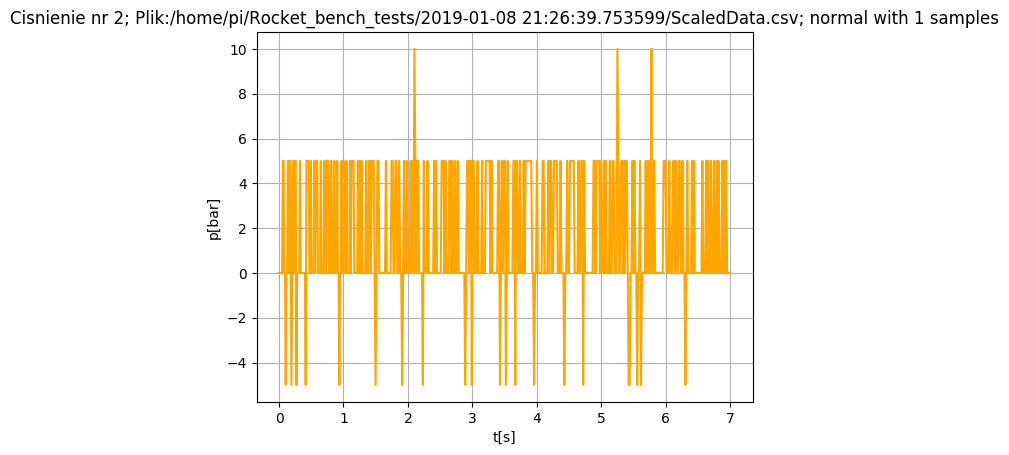 Cisnienie nr 2; Plik:/home/pi/Rocket_bench_tests/2019-01-08 21:26:39.753599/ScaledData.csv; normal with 1 samples
10
8
6
4
2
0
−2
−4
p[bar]
0 1 2 3 4 5 6 7
t[s]